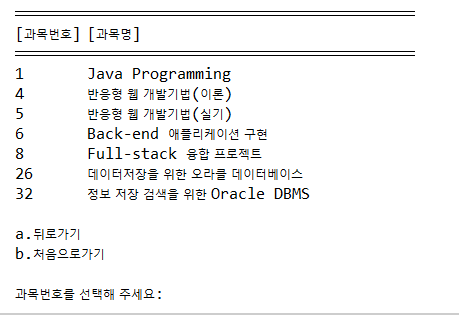 [과목번호] [과목명]
1 Java Programming
4 반응형 웹 개발기법(이론)
5 반응형 웹 개발기법(실기)
6 Back-end 애플리케이션 구현
8 Full-stack 융합 프로젝트
26 데이터저장을 위한 오라클 데이터베이스
32 정보 저장 검색을 위한 Oracle DBMS
a.뒤로가기
b.처음으로가기
과목번호를 선택해 주세요: